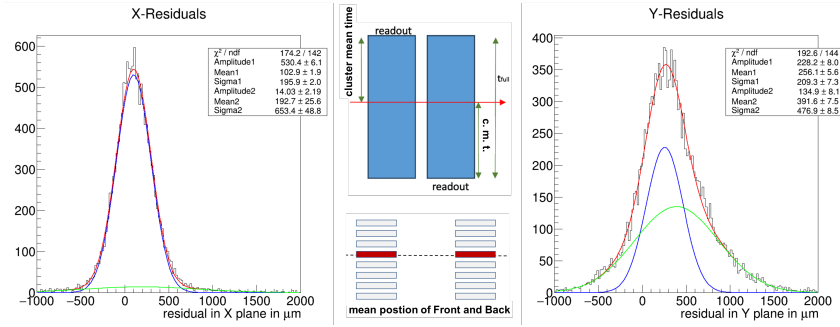 X-Residuals
600
500
400
300
200
100
0
−1000 −500 0 500 1000 1500 2000
residual in X plane in μm
χ² / ndf 174.2 / 142
Amplitude1 530.4 ± 6.1
Mean1 102.9 ± 1.9
Sigma1 195.9 ± 2.0
Amplitude2 14.03 ± 2.19
Mean2 192.7 ± 25.6
Sigma2 653.4 ± 48.8
readout
cluster mean time
tfull
c. m. t.
readout
mean postion of Front and Back
Y-Residuals
400
350
300
250
200
150
100
50
0
−1000 −500 0 500 1000 1500 2000
residual in Y plane in μm
χ² / ndf 192.6 / 144
Amplitude1 228.2 ± 8.0
Mean1 256.1 ± 5.6
Sigma1 209.3 ± 7.3
Amplitude2 134.9 ± 8.1
Mean2 391.6 ± 7.5
Sigma2 476.9 ± 8.5